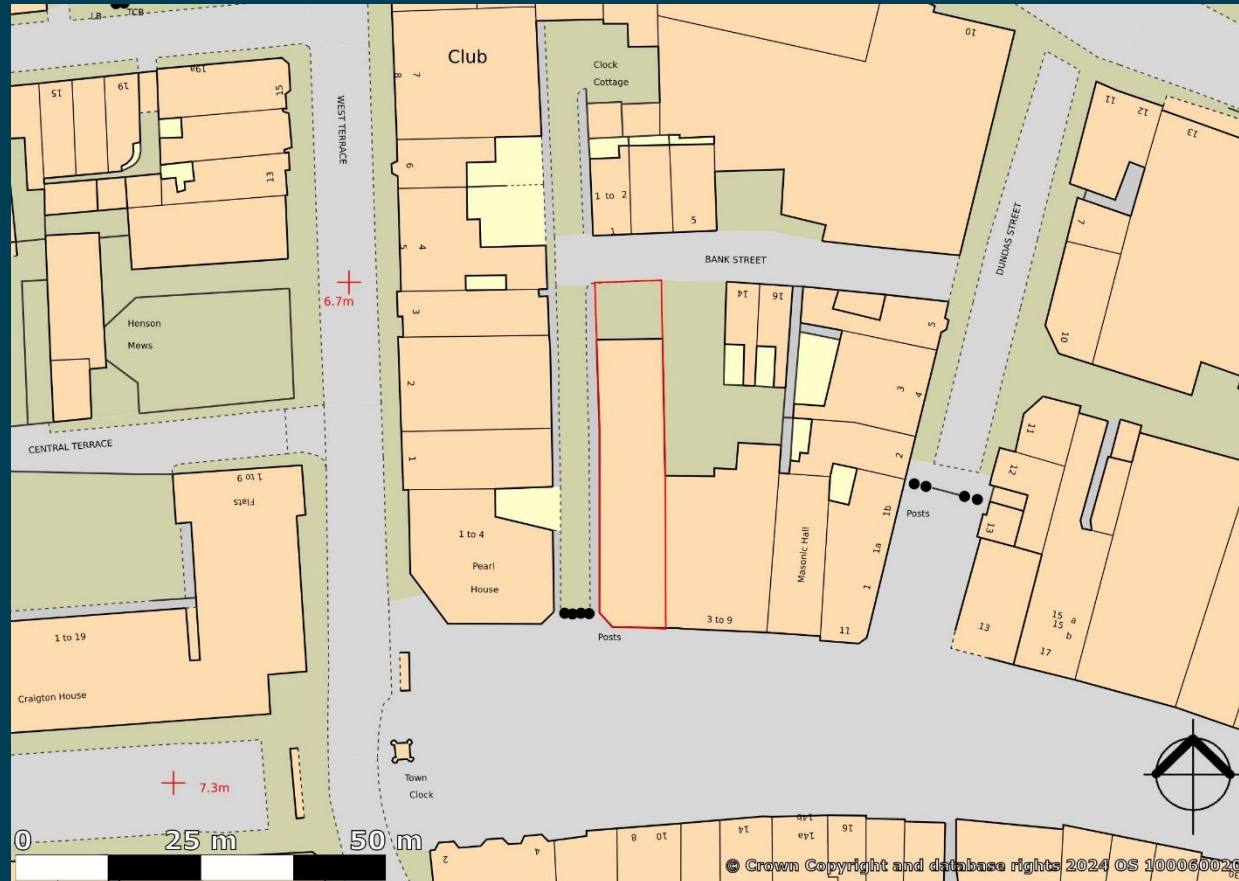 LB
TCB
10
Club
8
7
Clock
Cottage
15
19
19a
15
11
12
13
WEST TERRACE
6
13
1 to 2
1
5
7
DUNDAS STREET
5
4
BANK STREET
6.7m
3
14
16
5
10
Henson
Mews
2
3
4
CENTRAL TERRACE
1
2
11
12
1 to 9
Flats
1b
Posts
13
1 to 4
Pearl
House
Masonic Hall
1a
1
1 to 19
Posts
3 to 9
11
13
15 a
15
b
17
Craigton House
7.3m
Town
Clock
0
25 m
50 m
2
4
8
10
14
14b
14a
16
© Crown Copyright and database rights 2024 OS 100060020